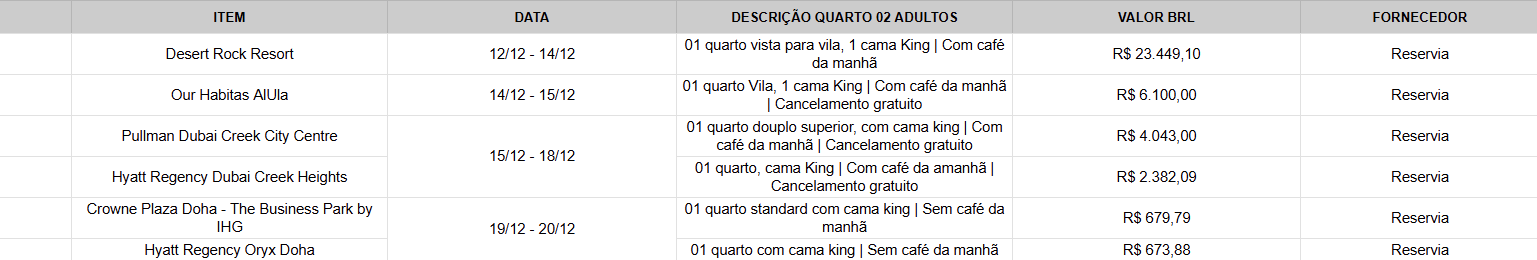 ITEM DATA DESCRIÇÃO QUARTO 02 ADULTOS VALOR BRL FORNECEDOR
Desert Rock Resort 12/12 - 14/12 01 quarto vista para vila, 1 cama King | Com café R$ 23.449,10 Reservia
da manhã
Our Habitas AlUla 14/12 - 15/12 01 quarto Vila, 1 cama King | Com café da manhã R$ 6.100,00 Reservia
| Cancelamento gratuito
Pullman Dubai Creek City Centre 15/12 - 18/12 01 quarto douplo superior, com cama king | Com R$ 4.043,00 Reservia
café da manhã | Cancelamento gratuito
Hyatt Regency Dubai Creek Heights 01 quarto, cama King | Com café da amanhã | R$ 2.382,09 Reservia
Cancelamento gratuito
Crowne Plaza Doha - The Business Park by 19/12 - 20/12 01 quarto standard com cama king | Sem café da R$ 679,79 Reservia
IHG manhã
Hyatt Regency Oryx Doha 01 quarto com cama king | Sem café da manhã R$ 673,88 Reservia